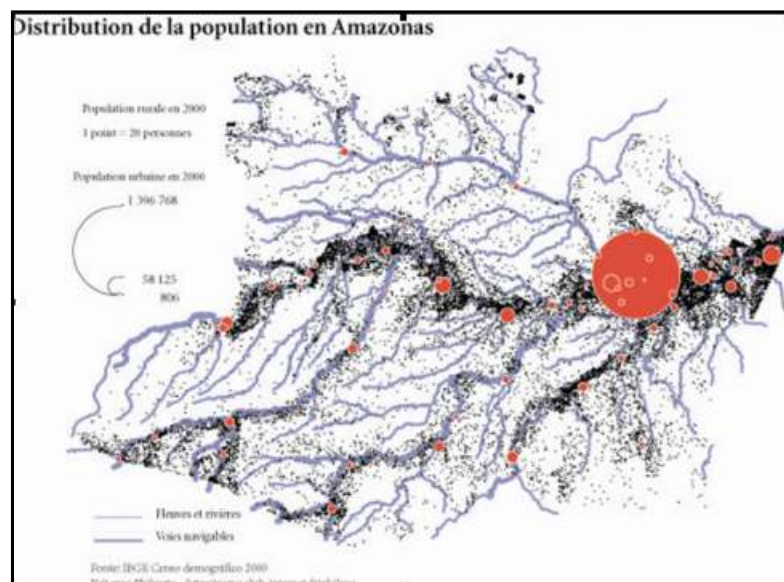 Distribution de la population en Amazonas
Population rurale en 2000
1 point = 20 personnes
Population urbaine en 2000
1 396 768
58 125
806
Fleuves et rivières
Voies navigables
Fonte: IBGE Censo demográfico 2000